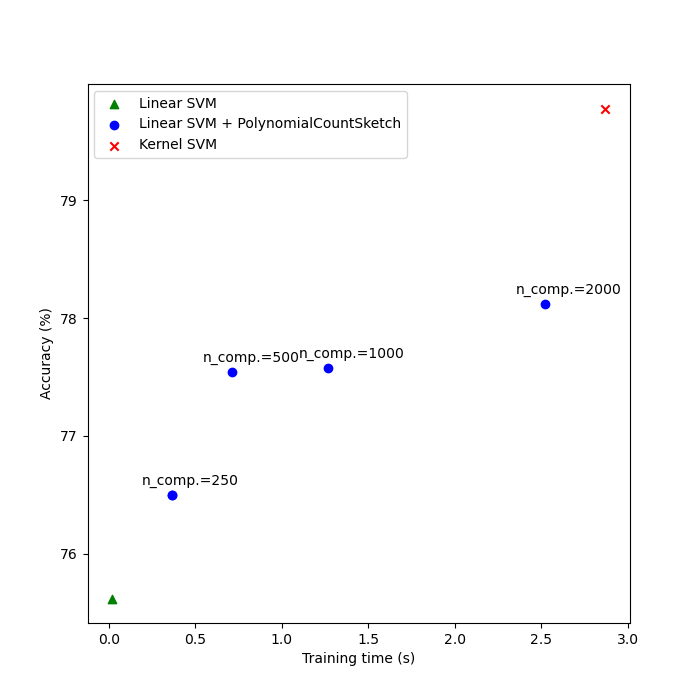 Linear SVM
Linear SVM + PolynomialCountSketch
Kernel SVM
79
78
77
76
Accuracy (%)
n_comp.=2000
n_comp.=500
n_comp.=1000
n_comp.=250
0.0 0.5 1.0 1.5 2.0 2.5 3.0
Training time (s)